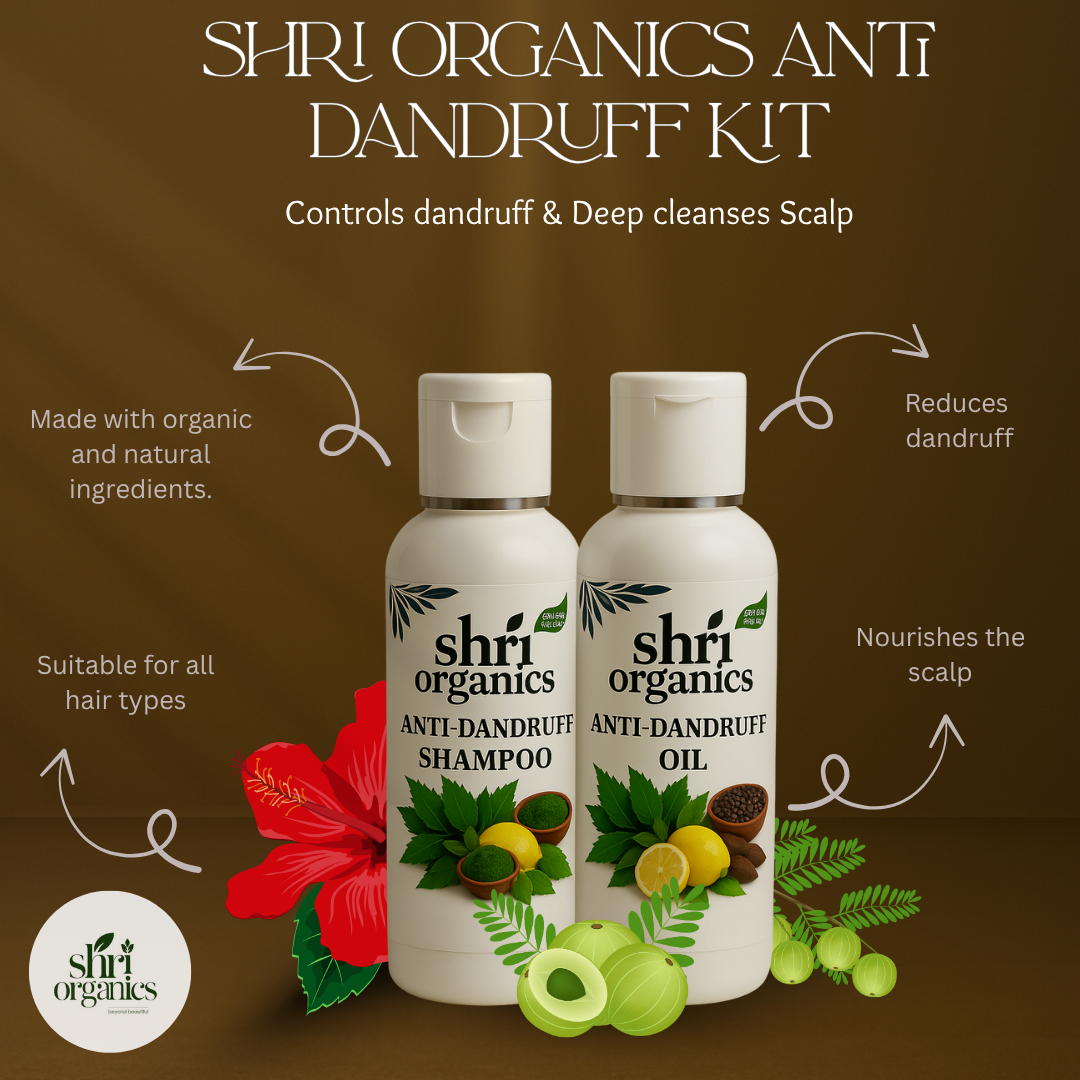 SHRI ORGANICS ANTI
DANDRUFF KIT
Controls dandruff & Deep cleanses Scalp
Made with organic
and natural
ingredients.
Reduces
dandruff
Suitable for all
hair types
Nourishes the
scalp
shri
organics
ANTI-DANDRUFF
SHAMPOO
shri
organics
ANTI-DANDRUFF
OIL
shri
organics
beyond beautiful